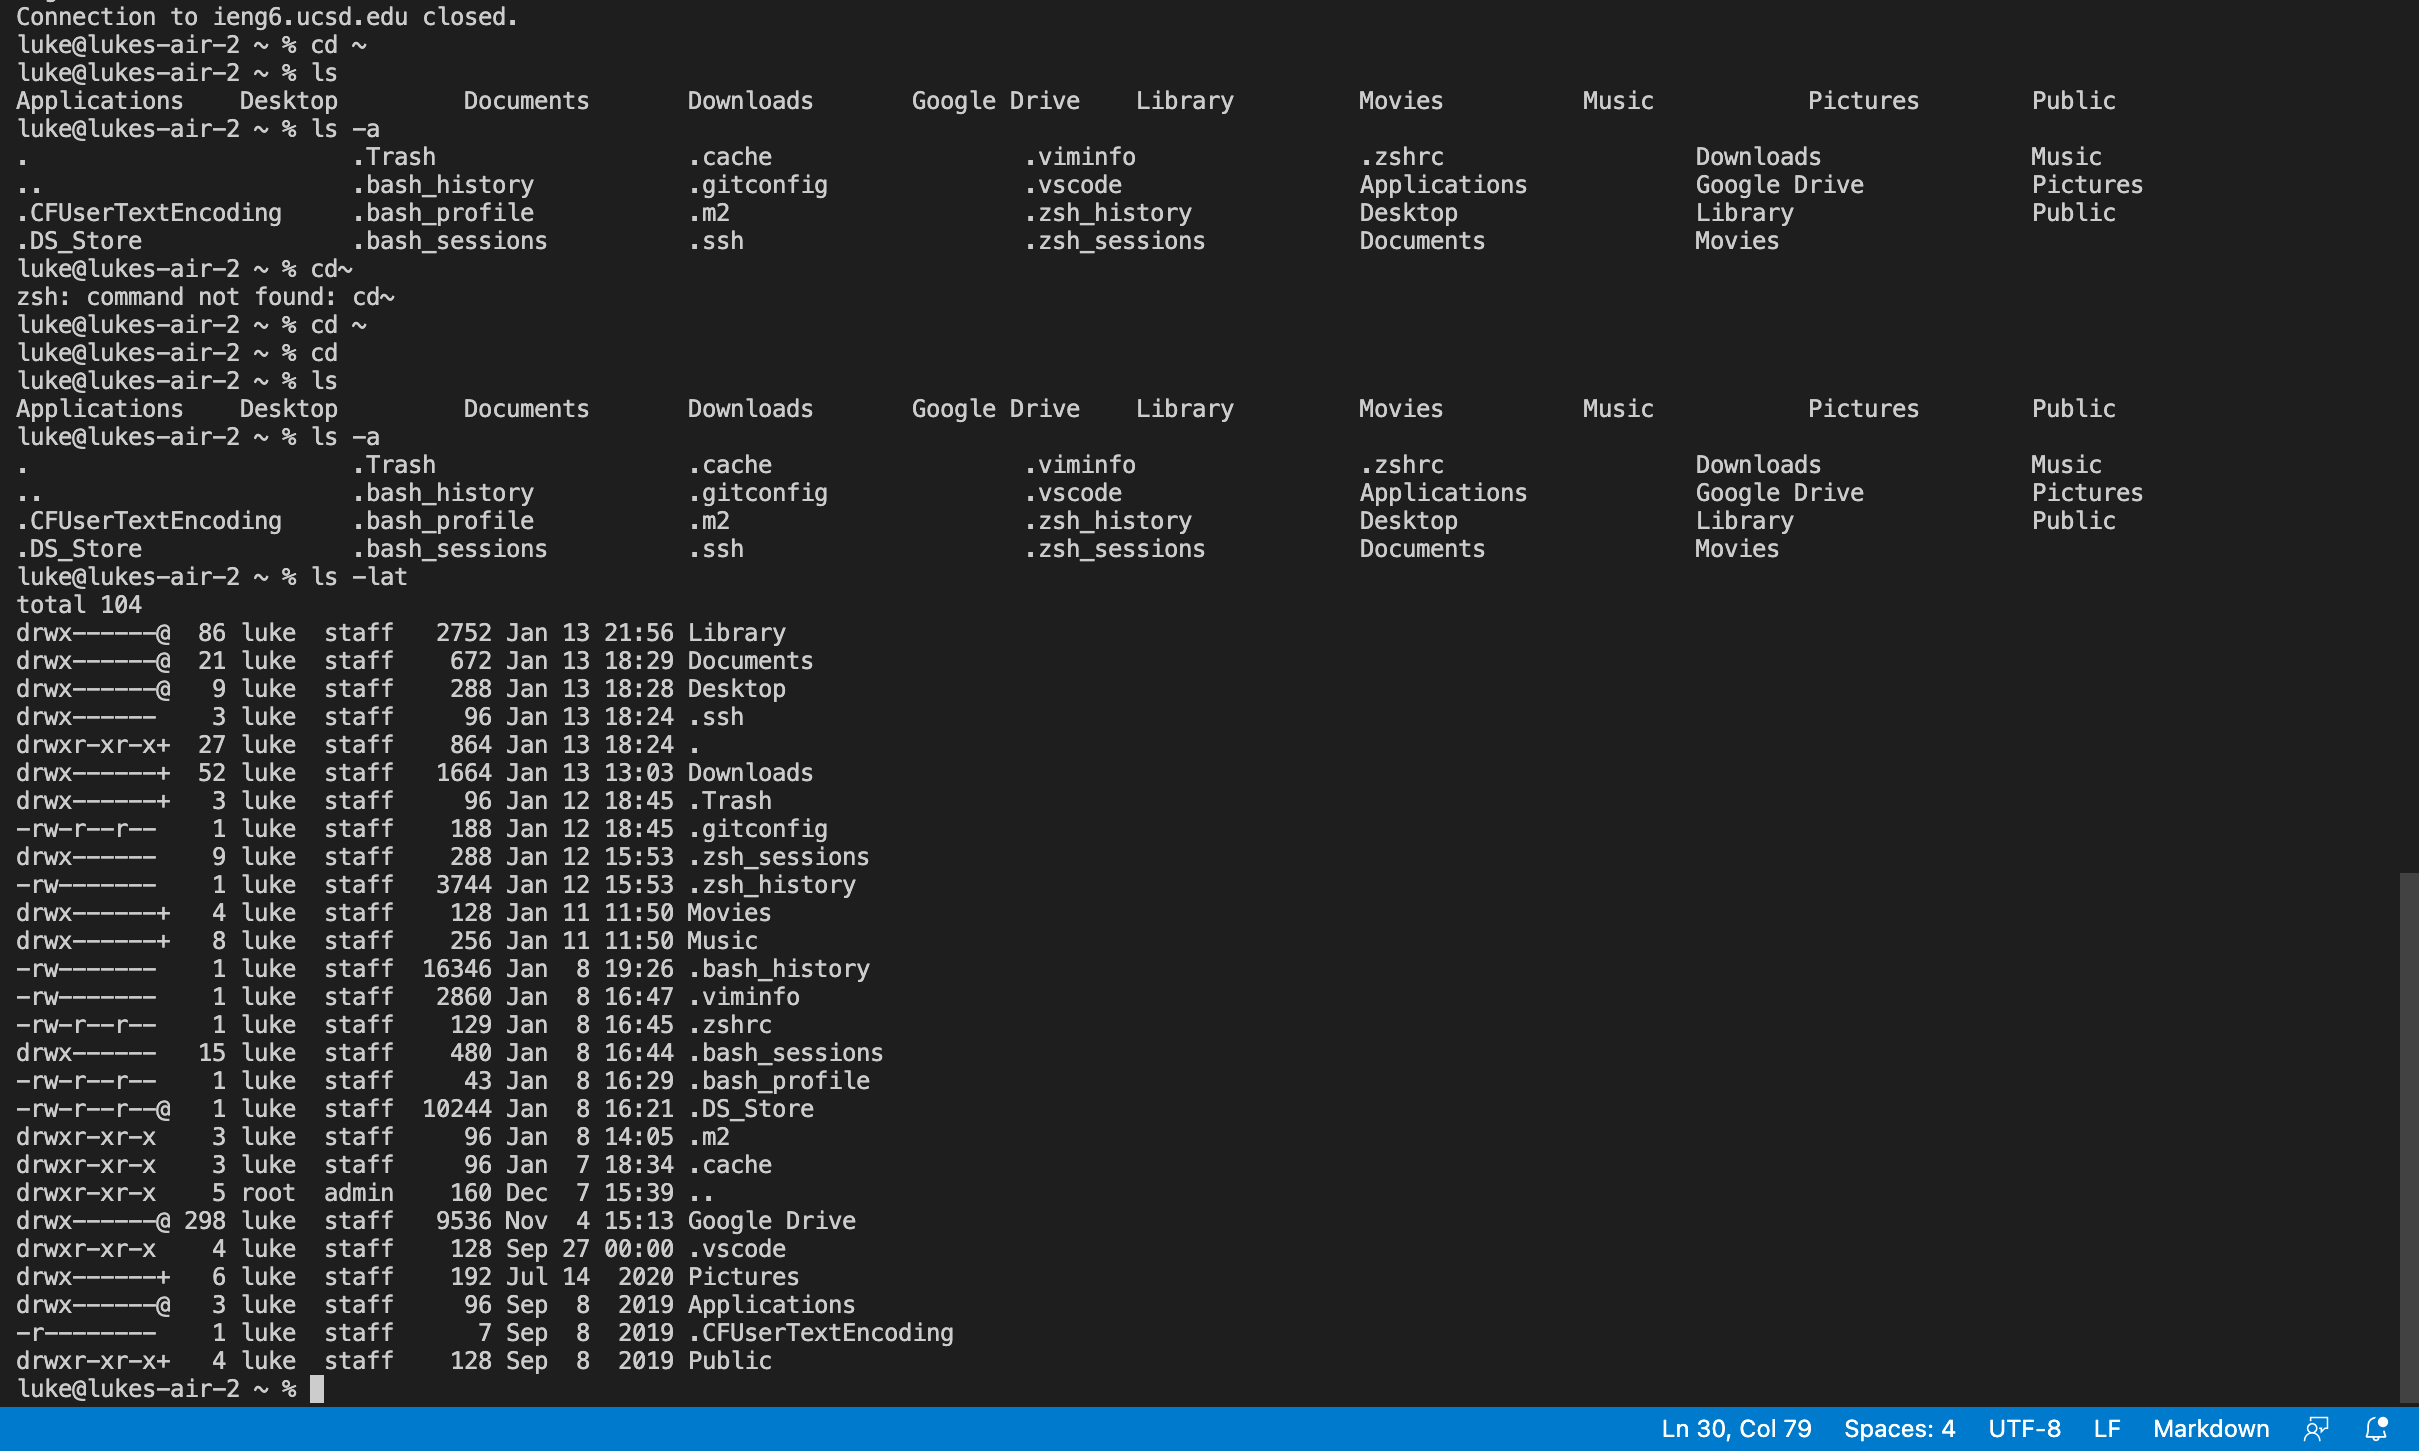 Connection to ieng6.ucsd.edu closed.
luke@lukes-air-2 ~ % cd ~
luke@lukes-air-2 ~ % ls
Applications    Desktop         Documents       Downloads       Google Drive    Library         Movies          Music           Pictures        Public
luke@lukes-air-2 ~ % ls -a
.                       .Trash                  .cache                  .viminfo                .zshrc                  Downloads               Music
..                      .bash_history           .gitconfig              .vscode                 Applications            Google Drive            Pictures
.CFUserTextEncoding     .bash_profile           .m2                     .zsh_history            Desktop                 Library                 Public
.DS_Store               .bash_sessions          .ssh                    .zsh_sessions           Documents               Movies
luke@lukes-air-2 ~ % cd~
zsh: command not found: cd~
luke@lukes-air-2 ~ % cd ~
luke@lukes-air-2 ~ % cd
luke@lukes-air-2 ~ % ls
Applications    Desktop         Documents       Downloads       Google Drive    Library         Movies          Music           Pictures        Public
luke@lukes-air-2 ~ % ls -a
.                       .Trash                  .cache                  .viminfo                .zshrc                  Downloads               Music
..                      .bash_history           .gitconfig              .vscode                 Applications            Google Drive            Pictures
.CFUserTextEncoding     .bash_profile           .m2                     .zsh_history            Desktop                 Library                 Public
.DS_Store               .bash_sessions          .ssh                    .zsh_sessions           Documents               Movies
luke@lukes-air-2 ~ % ls -lat
total 104
drwx------@  86 luke  staff   2752 Jan 13 21:56 Library
drwx------@  21 luke  staff    672 Jan 13 18:29 Documents
drwx------@   9 luke  staff    288 Jan 13 18:28 Desktop
drwx------    3 luke  staff     96 Jan 13 18:24 .ssh
drwxr-xr-x+  27 luke  staff    864 Jan 13 18:24 .
drwx------+  52 luke  staff   1664 Jan 13 13:03 Downloads
drwx------+   3 luke  staff     96 Jan 12 18:45 .Trash
-rw-r--r--    1 luke  staff    188 Jan 12 18:45 .gitconfig
drwx------    9 luke  staff    288 Jan 12 15:53 .zsh_sessions
-rw-------    1 luke  staff   3744 Jan 12 15:53 .zsh_history
drwx------+   4 luke  staff    128 Jan 11 11:50 Movies
drwx------+   8 luke  staff    256 Jan 11 11:50 Music
-rw-------    1 luke  staff  16346 Jan  8 19:26 .bash_history
-rw-------    1 luke  staff   2860 Jan  8 16:47 .viminfo
-rw-r--r--    1 luke  staff    129 Jan  8 16:45 .zshrc
drwx------   15 luke  staff    480 Jan  8 16:44 .bash_sessions
-rw-r--r--    1 luke  staff     43 Jan  8 16:29 .bash_profile
-rw-r--r--@   1 luke  staff  10244 Jan  8 16:21 .DS_Store
drwxr-xr-x    3 luke  staff     96 Jan  8 14:05 .m2
drwxr-xr-x    3 luke  staff     96 Jan  7 18:34 .cache
drwxr-xr-x    5 root  admin    160 Dec  7 15:39 ..
drwx------@ 298 luke  staff   9536 Nov  4 15:13 Google Drive
drwxr-xr-x    4 luke  staff    128 Sep 27 00:00 .vscode
drwx------+   6 luke  staff    192 Jul 14  2020 Pictures
drwx------@   3 luke  staff     96 Sep  8  2019 Applications
-r--------    1 luke  staff      7 Sep  8  2019 .CFUserTextEncoding
drwxr-xr-x+   4 luke  staff    128 Sep  8  2019 Public
luke@lukes-air-2 ~ %
Ln 30, Col 79   Spaces: 4   UTF-8   LF   Markdown